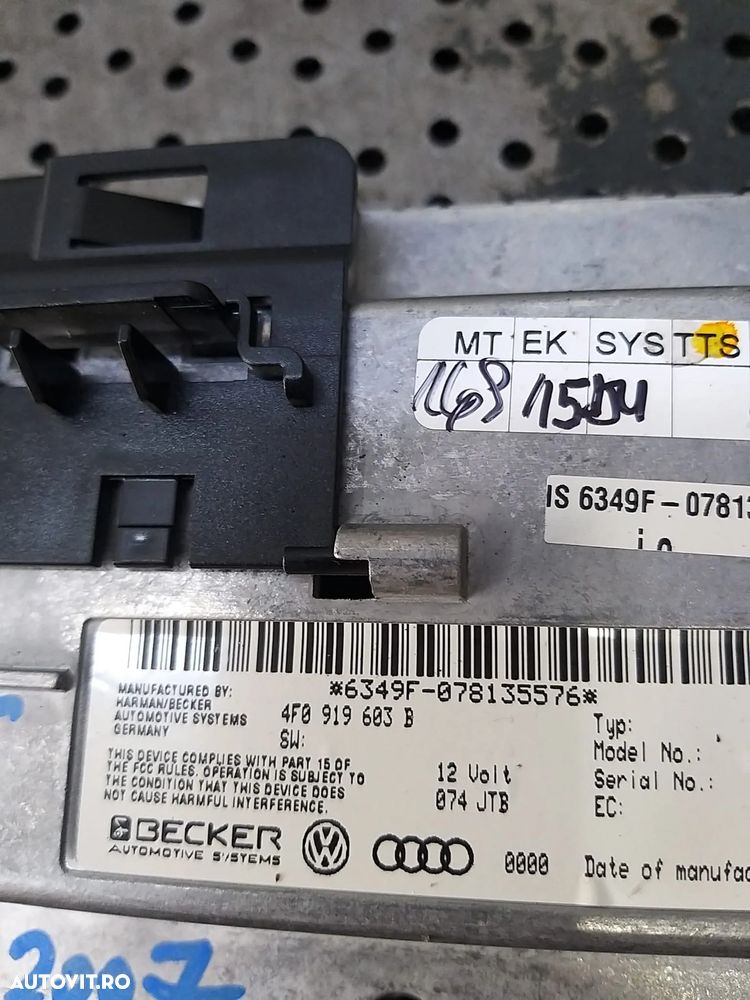 MT EK SYS TTS
IS 6349F-0781
*6349F-078135576*
MANUFACTURED BY:
HARMAN/BECKER
AUTOMOTIVE SYSTEMS
GERMANY
4F0 919 603 B
SW:
THIS DEVICE COMPLIES WITH PART 15 OF
THE FCC RULES. OPERATION IS SUBJECT TO
THE CONDITION THAT THIS DEVICE DOES
NOT CAUSE HARMFUL INTERFERENCE.
12 Volt
074 JTB
Typ:
Model No.:
Serial No.:
EC:
BECKER
AUTOMOTIVE SYSTEMS
0000
Date of manufac
2007
AUTOVIT.RO